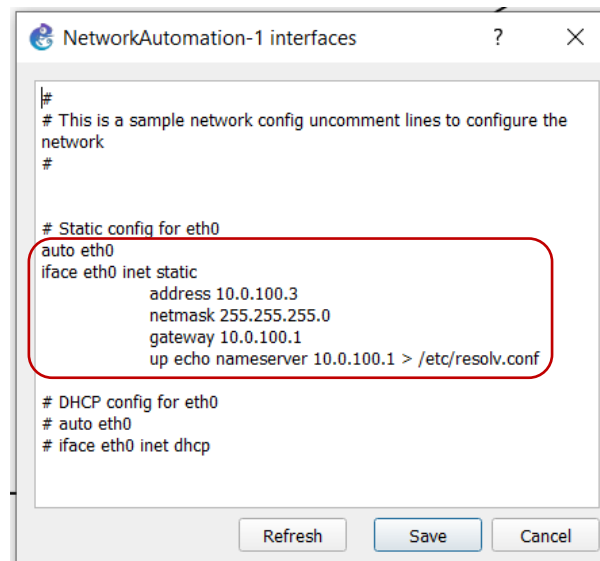 NetworkAutomation-1 interfaces ? ×
#
# This is a sample network config uncomment lines to configure the
network
#
# Static config for eth0
auto eth0
iface eth0 inet static
address 10.0.100.3
netmask 255.255.255.0
gateway 10.0.100.1
up echo nameserver 10.0.100.1 > /etc/resolv.conf
# DHCP config for eth0
# auto eth0
# iface eth0 inet dhcp
Refresh Save Cancel